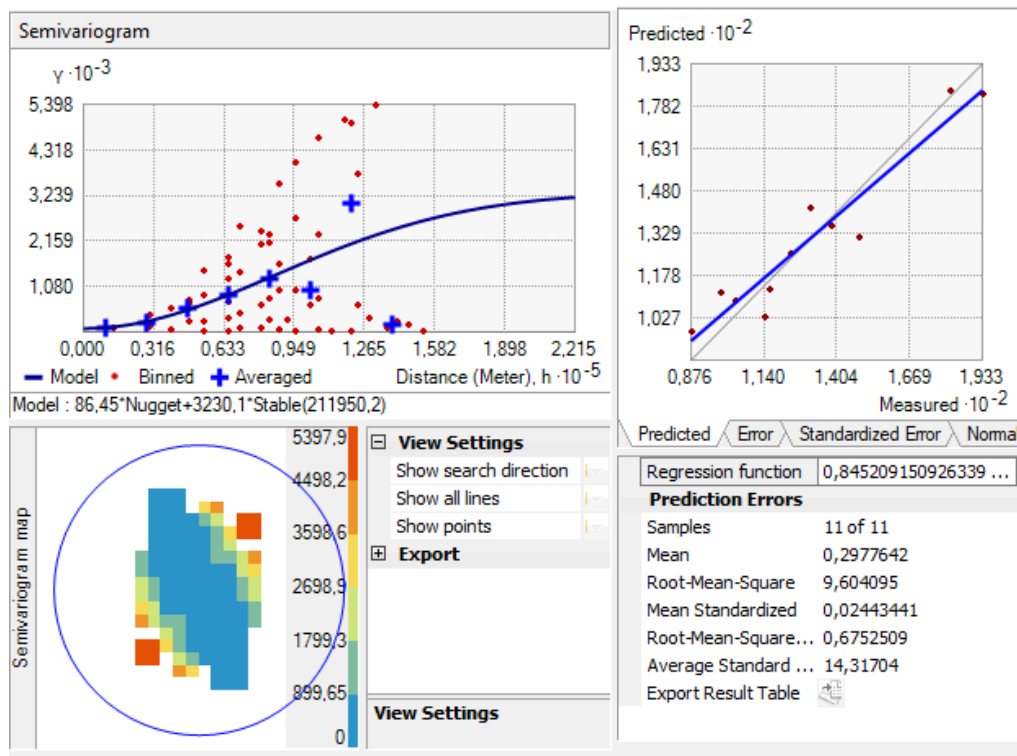 Semivariogram
γ ·10⁻³
5,398
4,318
3,239
2,159
1,080
0,000 0,316 0,633 0,949 1,265 1,582 1,898 2,215
Model Binned Averaged Distance (Meter), h ·10⁻⁵
Model : 86,45*Nugget+3230,1*Stable(211950,2)
Semivariogram map
5397,9
4498,2
3598,6
2698,9
1799,3
899,65
0
View Settings
Show search direction
Show all lines
Show points
Export
View Settings
Predicted ·10⁻²
1,933
1,782
1,631
1,480
1,329
1,178
1,027
0,876 1,140 1,404 1,669 1,933
Measured ·10⁻²
Predicted Error Standardized Error Normal
Regression function 0,845209150926339 ...
Prediction Errors
Samples 11 of 11
Mean 0,2977642
Root-Mean-Square 9,604095
Mean Standardized 0,02443441
Root-Mean-Square... 0,6752509
Average Standard ... 14,31704
Export Result Table